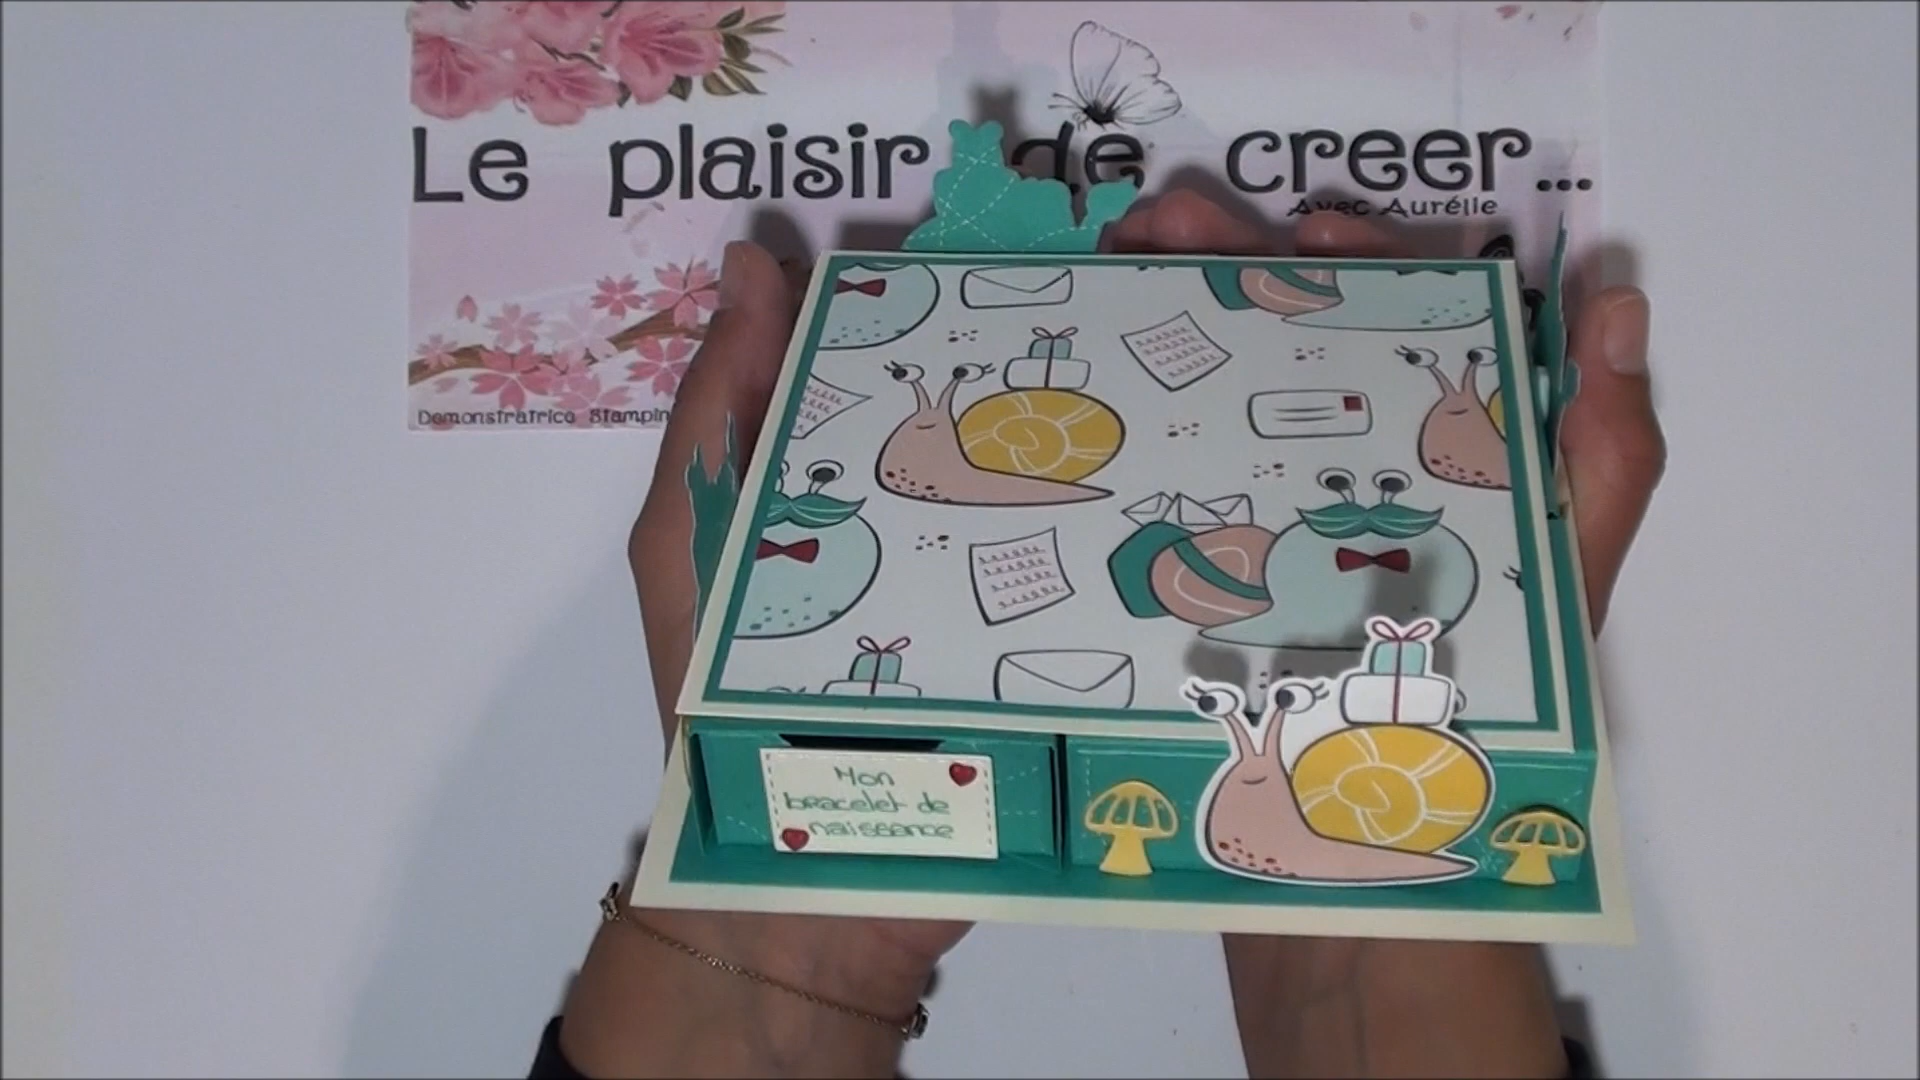 Le plaisir de creer...
Avec Aurélie
Demonstratrice Stampin
Mon
bracelet de
naissance